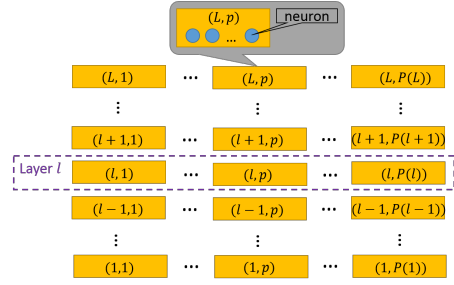 (L, p)
neuron
...
(L, 1) ... (L, p) ... (L, P(L))
⋮ ⋮ ⋮
(l + 1,1) ... (l + 1, p) ... (l + 1, P(l + 1))
Layer l (l, 1) ... (l, p) ... (l, P(l))
(l − 1,1) ... (l − 1, p) ... (l − 1, P(l − 1))
⋮ ⋮ ⋮
(1,1) ... (1, p) ... (1, P(1))